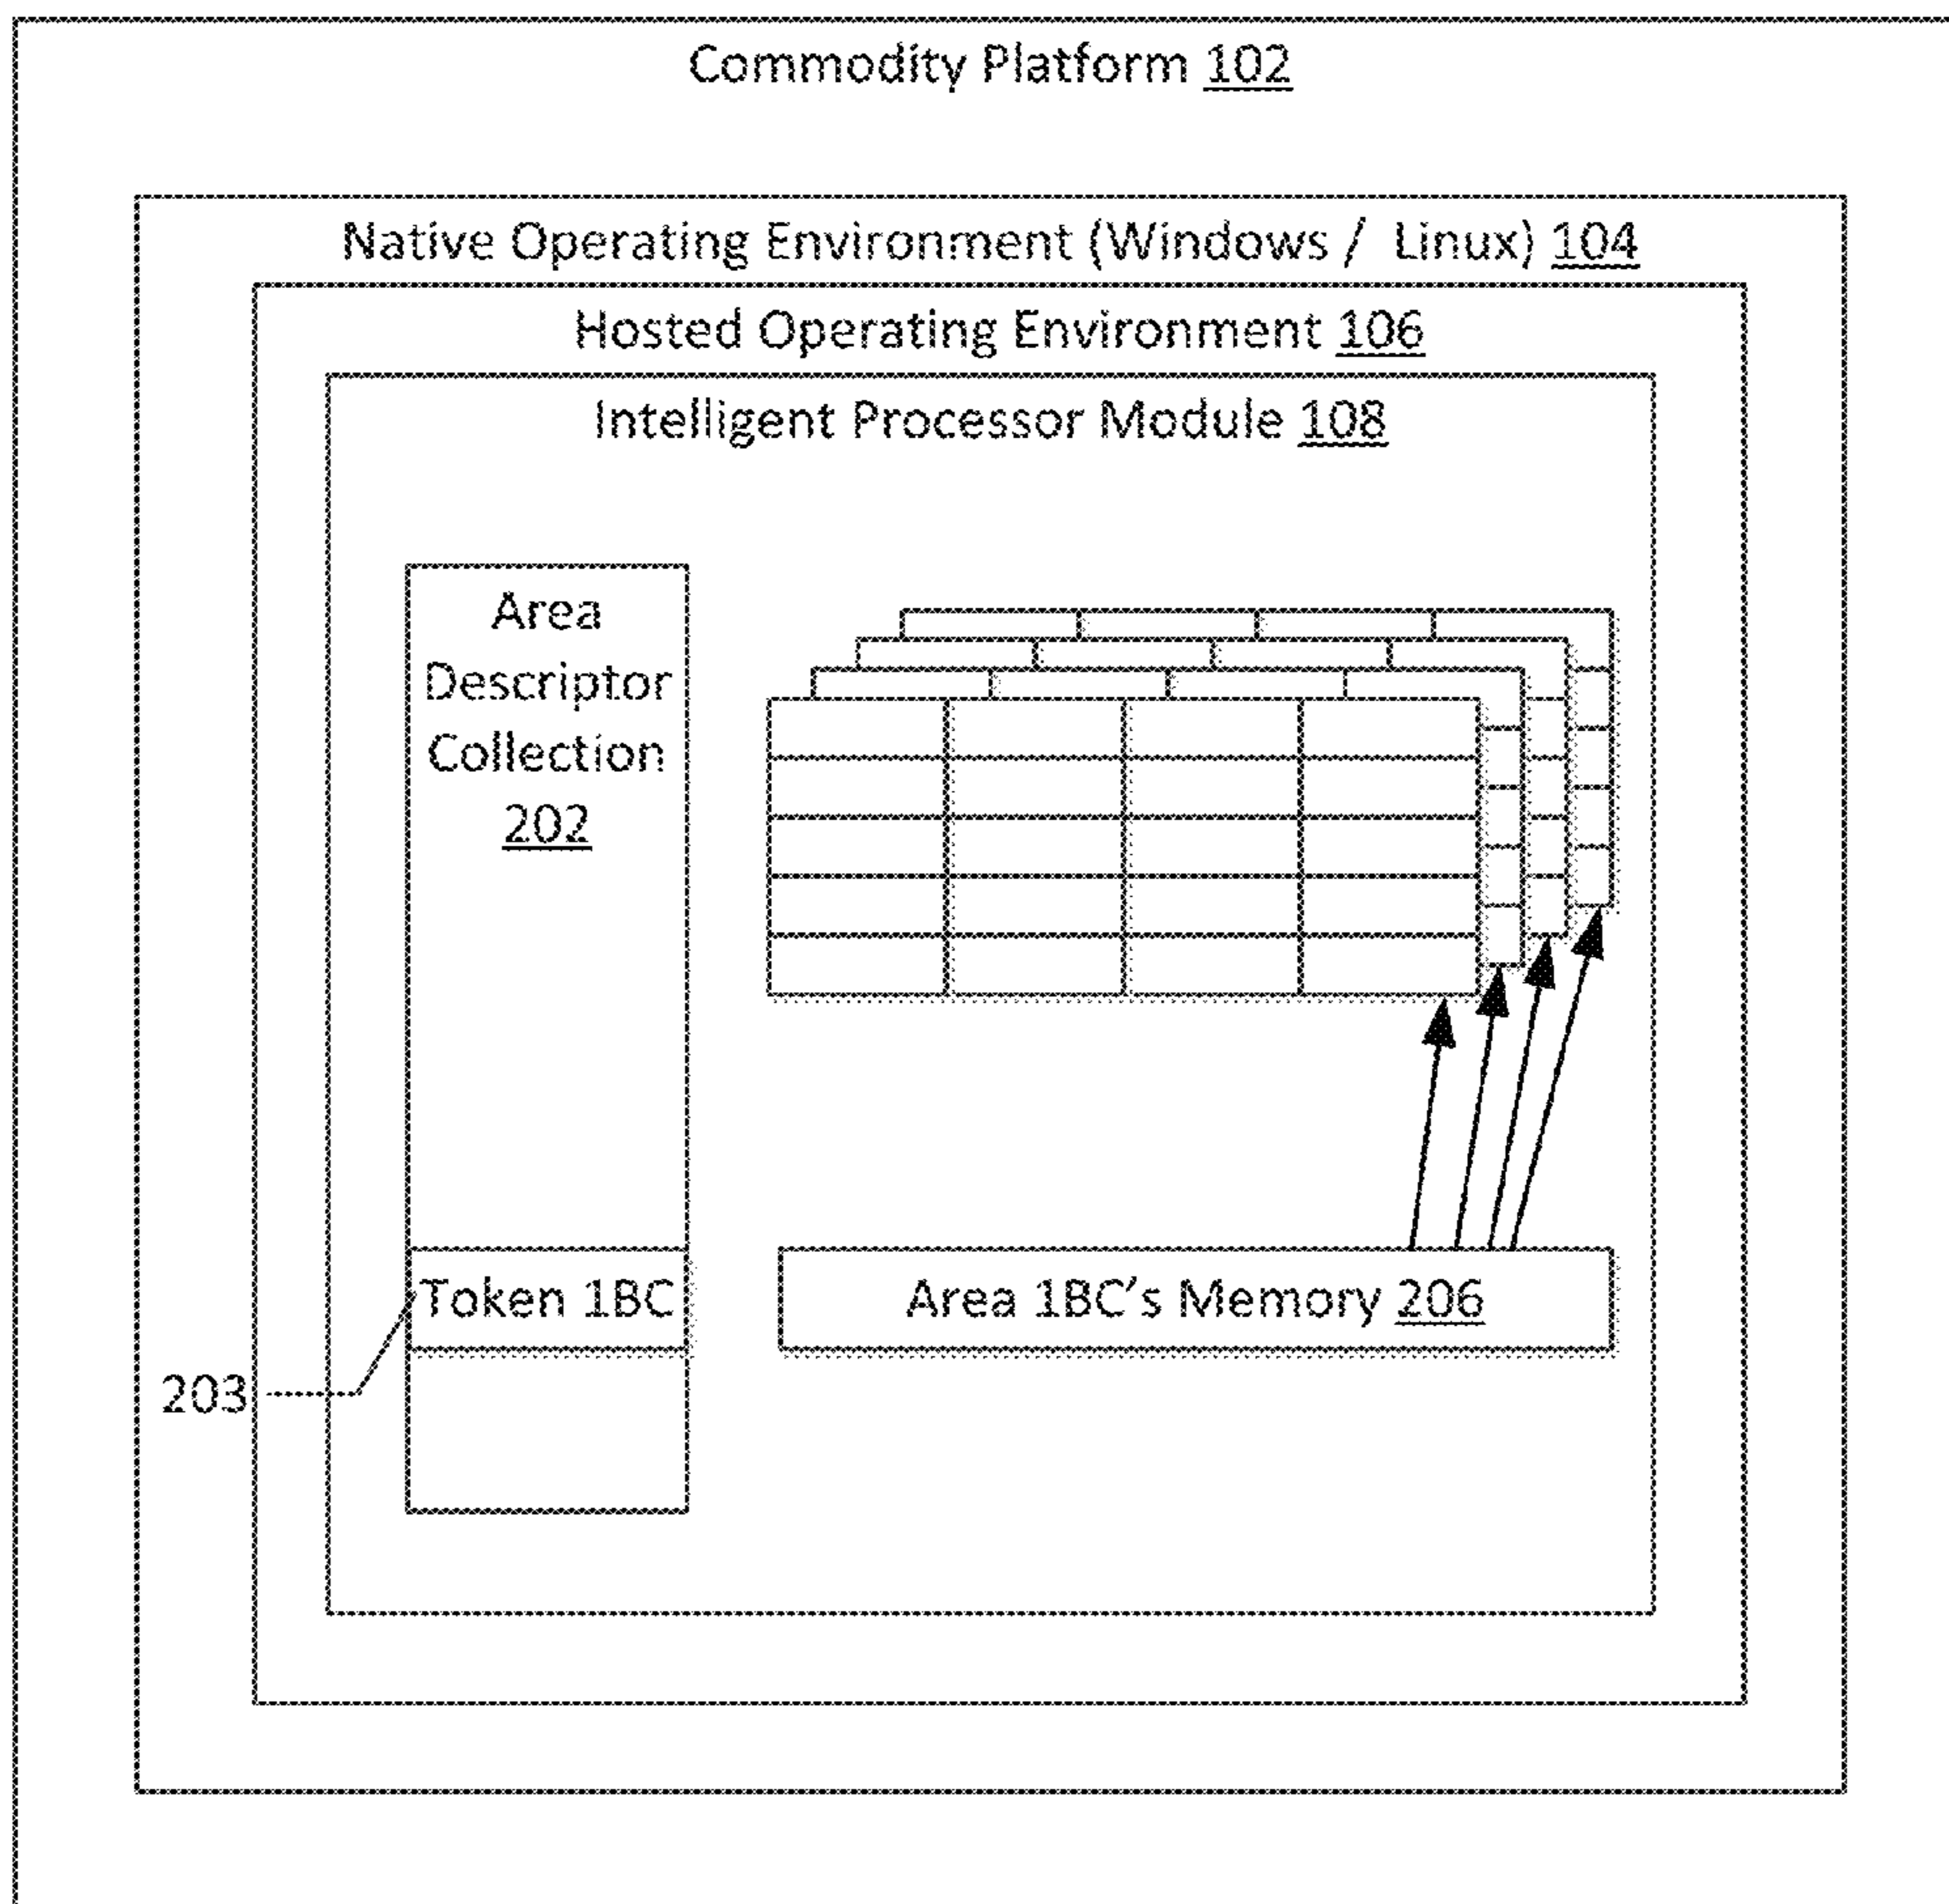 Commodity Platform 102
Native Operating Environment (Windows / Linux) 104
Hosted Operating Environment 106
Intelligent Processor Module 108
Area
Descriptor
Collection
202
Token 1BC
Area 1BC's Memory 206
203